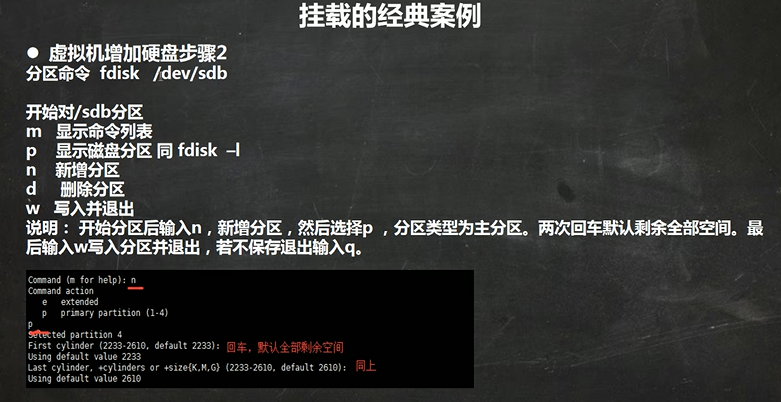 挂载的经典案例
● 虚拟机增加硬盘步骤2
分区命令 fdisk /dev/sdb
开始对/sdb分区
m 显示命令列表
p 显示磁盘分区 同 fdisk –l
n 新增分区
d 删除分区
w 写入并退出
说明： 开始分区后输入n，新增分区，然后选择p ，分区类型为主分区。两次回车默认剩余全部空间。最
后输入w写入分区并退出，若不保存退出输入q。
Command (m for help): n
Command action
e extended
p primary partition (1-4)
p
Selected partition 4
First cylinder (2233-2610, default 2233): 回车，默认全部剩余空间
Using default value 2233
Last cylinder, +cylinders or +size{K,M,G} (2233-2610, default 2610): 同上
Using default value 2610